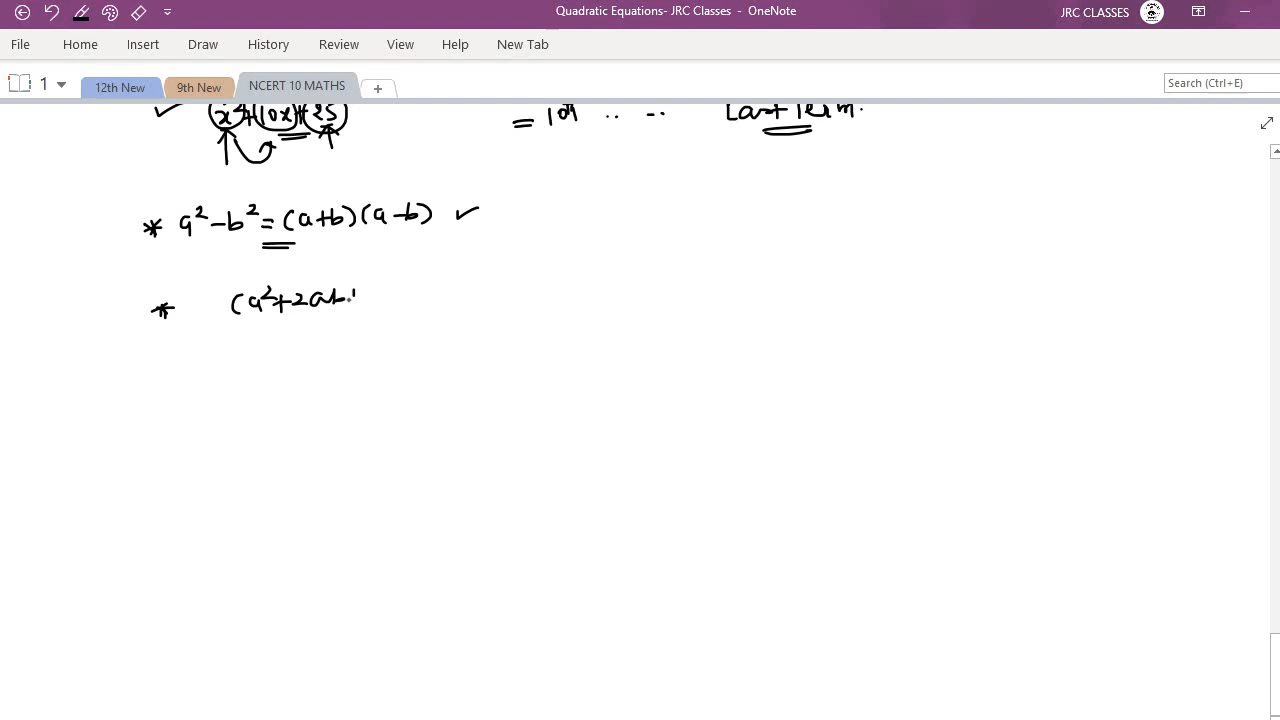 Quadratic Equations- JRC Classes - OneNote
JRC CLASSES
File Home Insert Draw History Review View Help New Tab
1 12th New 9th New NCERT 10 MATHS +
Search (Ctrl+E)
x²+10x+25
= Last Term.
* a²-b² = (a+b)(a-b) ✓
* (a²+2ab